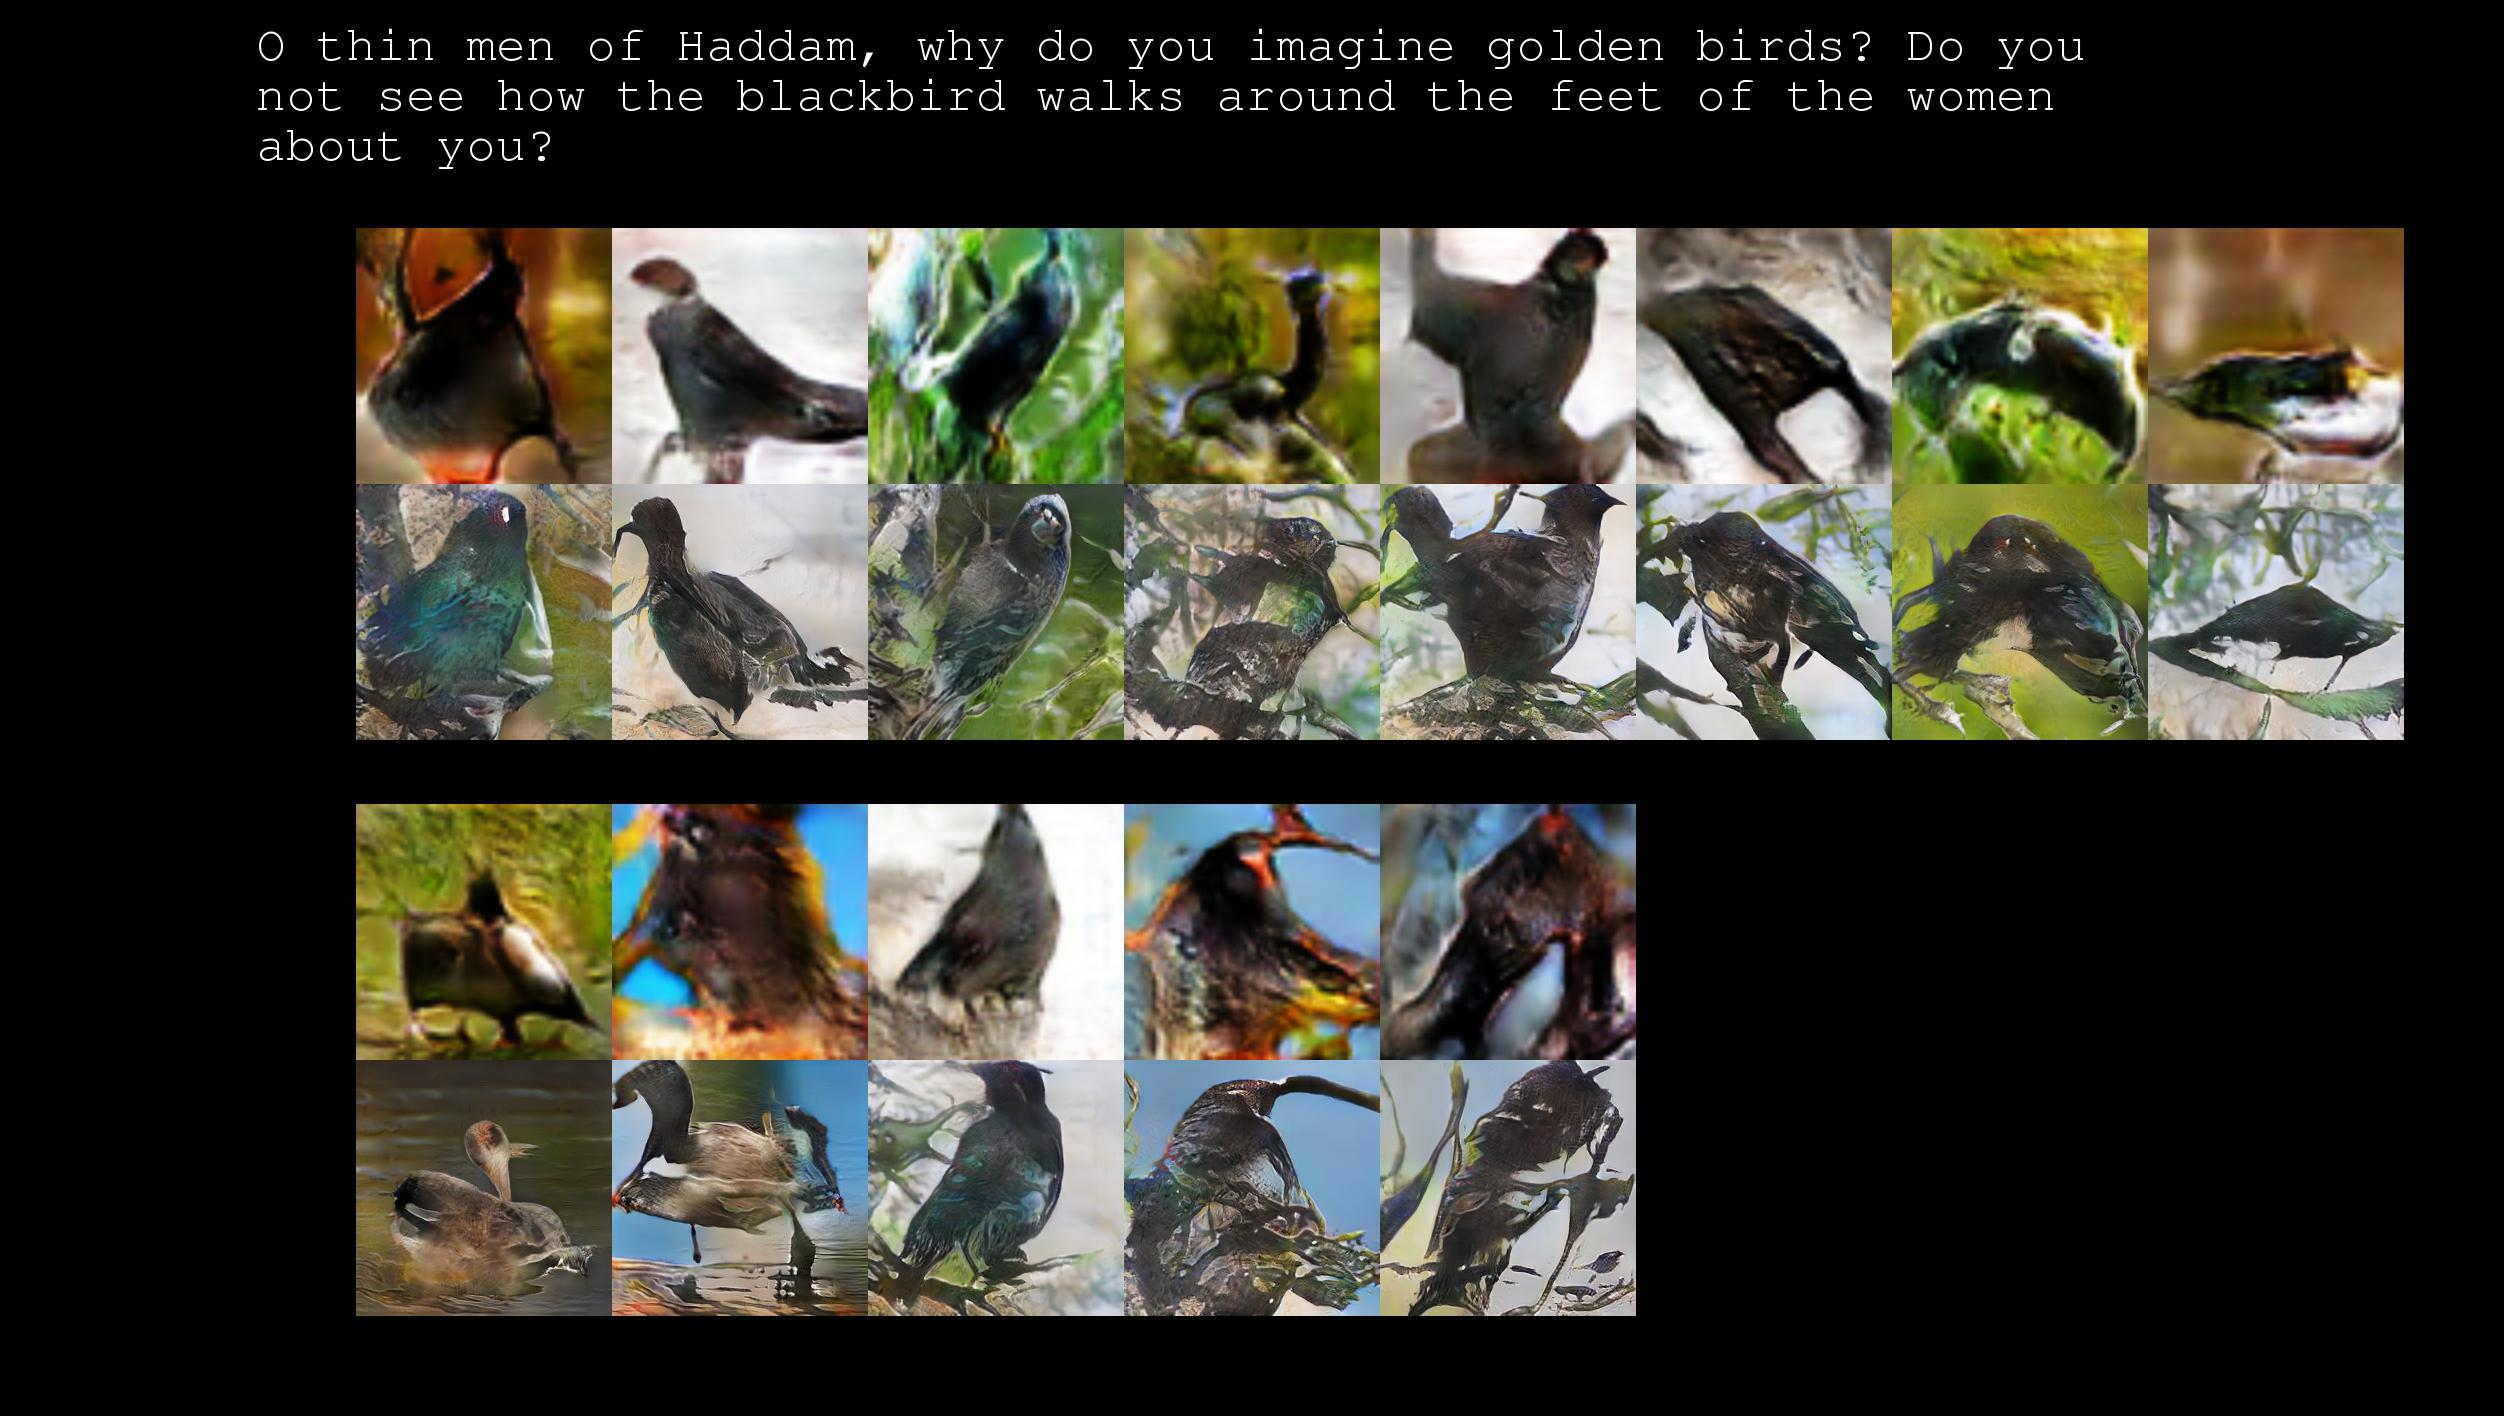 O thin men of Haddam, why do you imagine golden birds? Do you
not see how the blackbird walks around the feet of the women
about you?